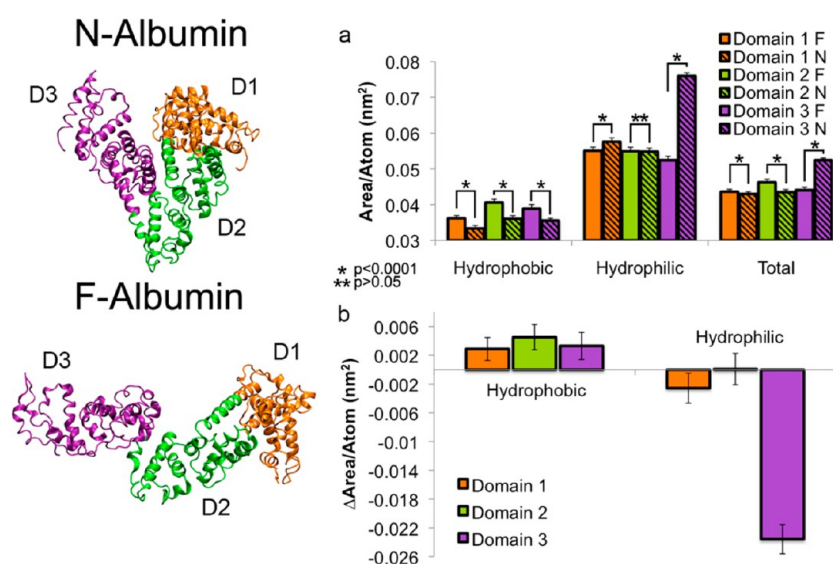 N-Albumin
D3
D1
D2
F-Albumin
D3
D1
D2
a
Area/Atom (nm²)
0.08
0.07
0.06
0.05
0.04
0.03
Domain 1 F
Domain 1 N
Domain 2 F
Domain 2 N
Domain 3 F
Domain 3 N
* * *
* ** *
* * *
Hydrophobic Hydrophilic Total
* p<0.0001
** p>0.05
b
ΔArea/Atom (nm²)
0.006
0.002
-0.002
-0.006
-0.01
-0.014
-0.018
-0.022
-0.026
Hydrophilic
Hydrophobic
Domain 1
Domain 2
Domain 3